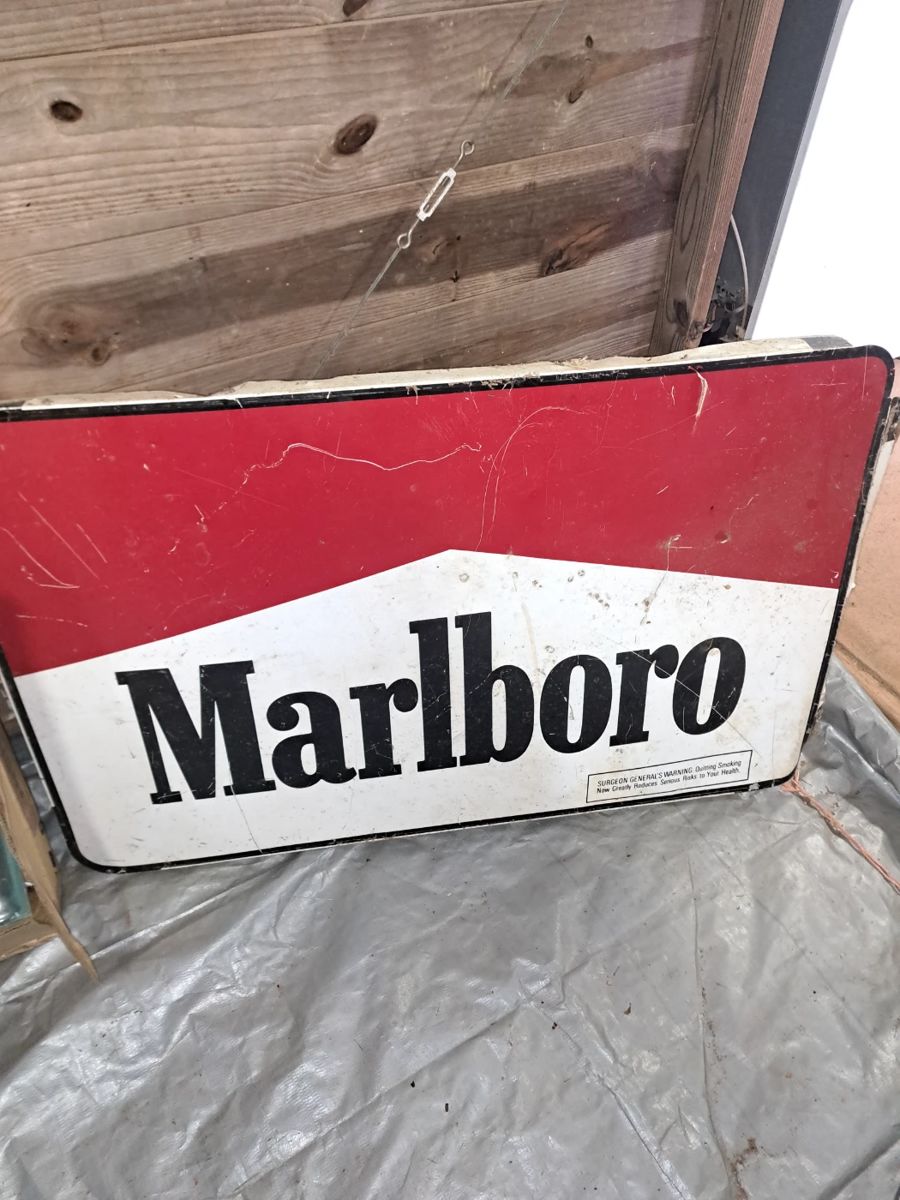 Marlboro
SURGEON GENERAL'S WARNING: Quitting Smoking
Now Greatly Reduces Serious Risks to Your Health.